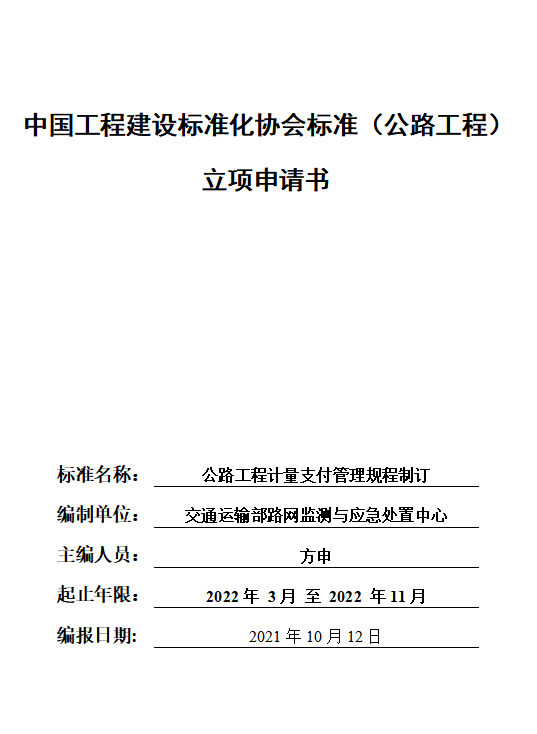 中国工程建设标准化协会标准（公路工程）
立项申请书
标准名称： 公路工程计量支付管理规程制订
编制单位： 交通运输部路网监测与应急处置中心
主编人员： 方申
起止年限： 2022 年 3 月 至 2022 年 11 月
编报日期: 2021 年 10 月 12 日